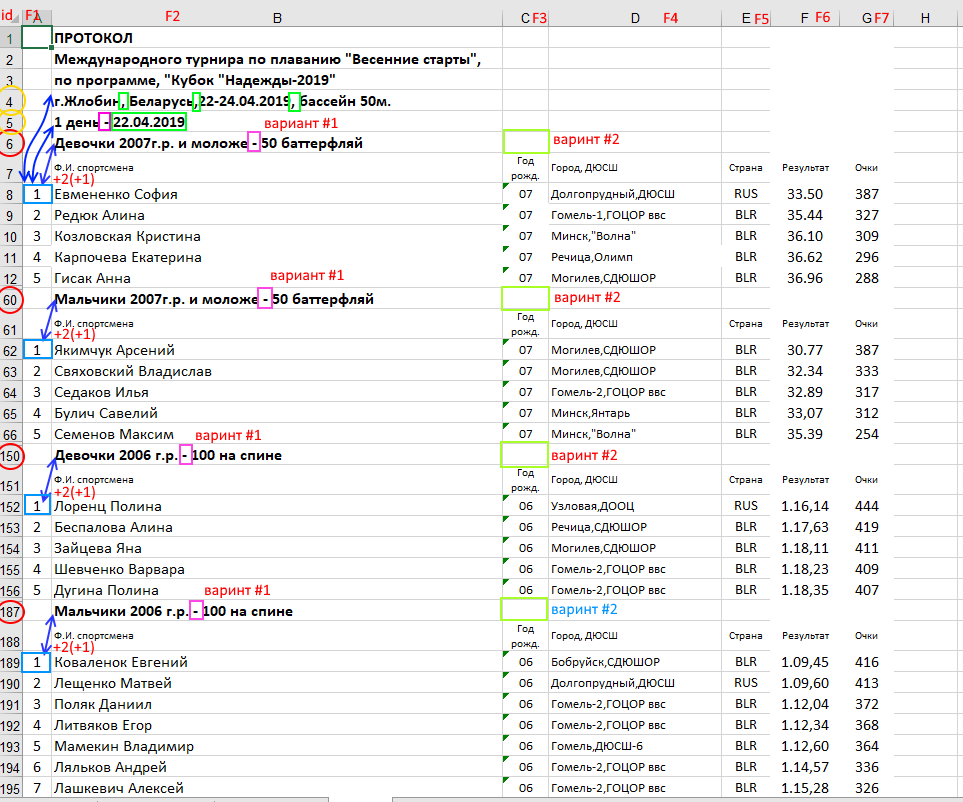 id F1 A F2 B C F3 D F4 E F5 F F6 G F7 H
1 ПРОТОКОЛ
2 Международного турнира по плаванию "Весенние старты",
3 по программе, "Кубок "Надежды-2019"
4 г.Жлобин, Беларусь,22-24.04.2019, бассейн 50м.
5 1 день - 22.04.2019 вариант #1
6 Девочки 2007г.р. и моложе - 50 баттерфляй варинт #2
7 Ф.И. спортсмена Год рожд. Город, ДЮСШ Страна Результат Очки
+2(+1)
8 1 Евмененко София 07 Долгопрудный,ДЮСШ RUS 33.50 387
9 2 Редюк Алина 07 Гомель-1,ГОЦОР ввс BLR 35.44 327
10 3 Козловская Кристина 07 Минск,"Волна" BLR 36.10 309
11 4 Карпочева Екатерина 07 Речица,Олимп BLR 36.62 296
12 5 Гисак Анна 07 Могилев,СДЮШОР BLR 36.96 288
вариант #1
60 Мальчики 2007г.р. и моложе - 50 баттерфляй варинт #2
61 Ф.И. спортсмена Год рожд. Город, ДЮСШ Страна Результат Очки
+2(+1)
62 1 Якимчук Арсений 07 Могилев,СДЮШОР BLR 30.77 387
63 2 Свяховский Владислав 07 Могилев,СДЮШОР BLR 32.34 333
64 3 Седаков Илья 07 Гомель-2,ГОЦОР ввс BLR 32.89 317
65 4 Булич Савелий 07 Минск,Янтарь BLR 33,07 312
66 5 Семенов Максим 07 Минск,"Волна" BLR 35.39 254
варинт #1
150 Девочки 2006 г.р. - 100 на спине варинт #2
151 Ф.И. спортсмена Год рожд. Город, ДЮСШ Страна Результат Очки
+2(+1)
152 1 Лоренц Полина 06 Узловая,ДООЦ RUS 1.16,14 444
153 2 Беспалова Алина 06 Речица,СДЮШОР BLR 1.17,63 419
154 3 Зайцева Яна 06 Могилев,СДЮШОР BLR 1.18,11 411
155 4 Шевченко Варвара 06 Гомель-2,ГОЦОР ввс BLR 1.18,23 409
156 5 Дугина Полина 06 Гомель-2,ГОЦОР ввс BLR 1.18,35 407
варинт #1
187 Мальчики 2006 г.р. - 100 на спине варинт #2
188 Ф.И. спортсмена Год рожд. Город, ДЮСШ Страна Результат Очки
+2(+1)
189 1 Коваленок Евгений 06 Бобруйск,СДЮШОР BLR 1.09,45 416
190 2 Лещенко Матвей 06 Долгопрудный,ДЮСШ RUS 1.09,60 413
191 3 Поляк Даниил 06 Гомель-2,ГОЦОР ввс BLR 1.12,04 372
192 4 Литвяков Егор 06 Гомель-2,ГОЦОР ввс BLR 1.12,34 368
193 5 Мамекин Владимир 06 Гомель,ДЮСШ-6 BLR 1.12,60 364
194 6 Ляльков Андрей 06 Гомель-2,ГОЦОР ввс BLR 1.14,57 336
195 7 Лашкевич Алексей 06 Гомель-2,ГОЦОР ввс BLR 1.15,28 326